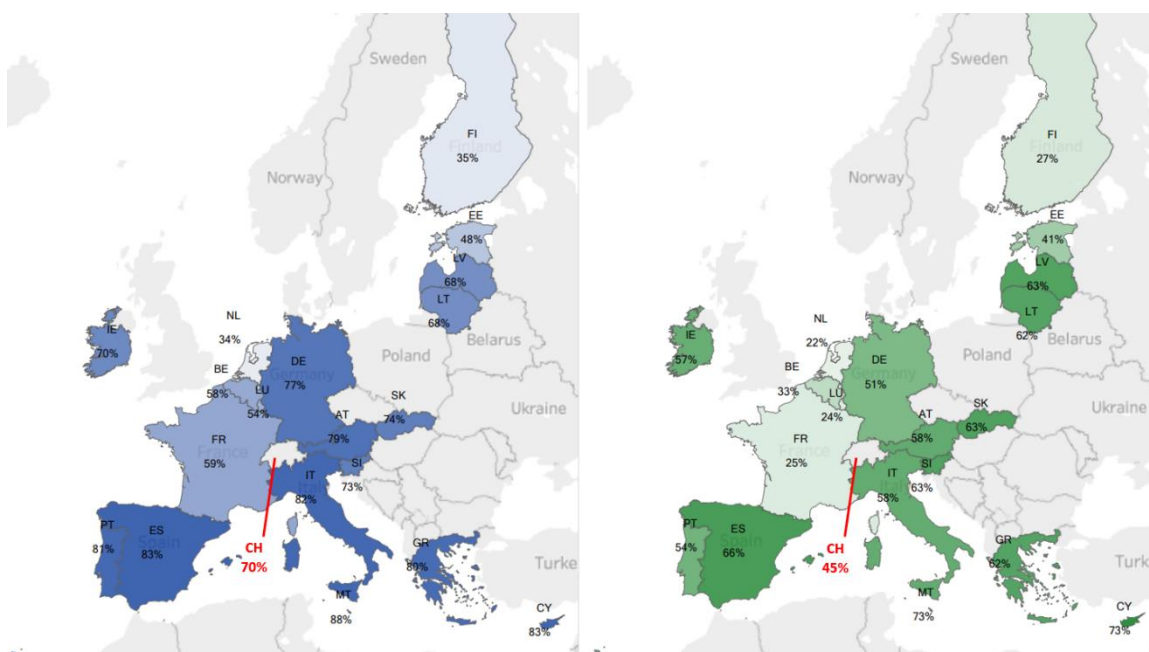 Sweden
FI
Finland
35%
Norway
EE
48%
LV
68%
LT
68%
Belarus
NL
34%
IE
70%
DE
Germany
77%
Poland
BE
58%
LU
54%
Ukraine
SK
74%
AT
79%
FR
France
59%
SI
73%
IT
Italy
82%
PT
81%
ES
Spain
83%
CH
70%
GR
80%
Turke
MT
88%
CY
83%
Sweden
FI
Finland
27%
Norway
EE
41%
LV
63%
LT
62%
Belarus
NL
22%
IE
57%
DE
Germany
51%
Poland
BE
33%
LU
24%
Ukraine
SK
63%
AT
58%
FR
France
25%
SI
63%
IT
Italy
58%
PT
54%
ES
Spain
66%
CH
45%
GR
62%
Turke
MT
73%
CY
73%